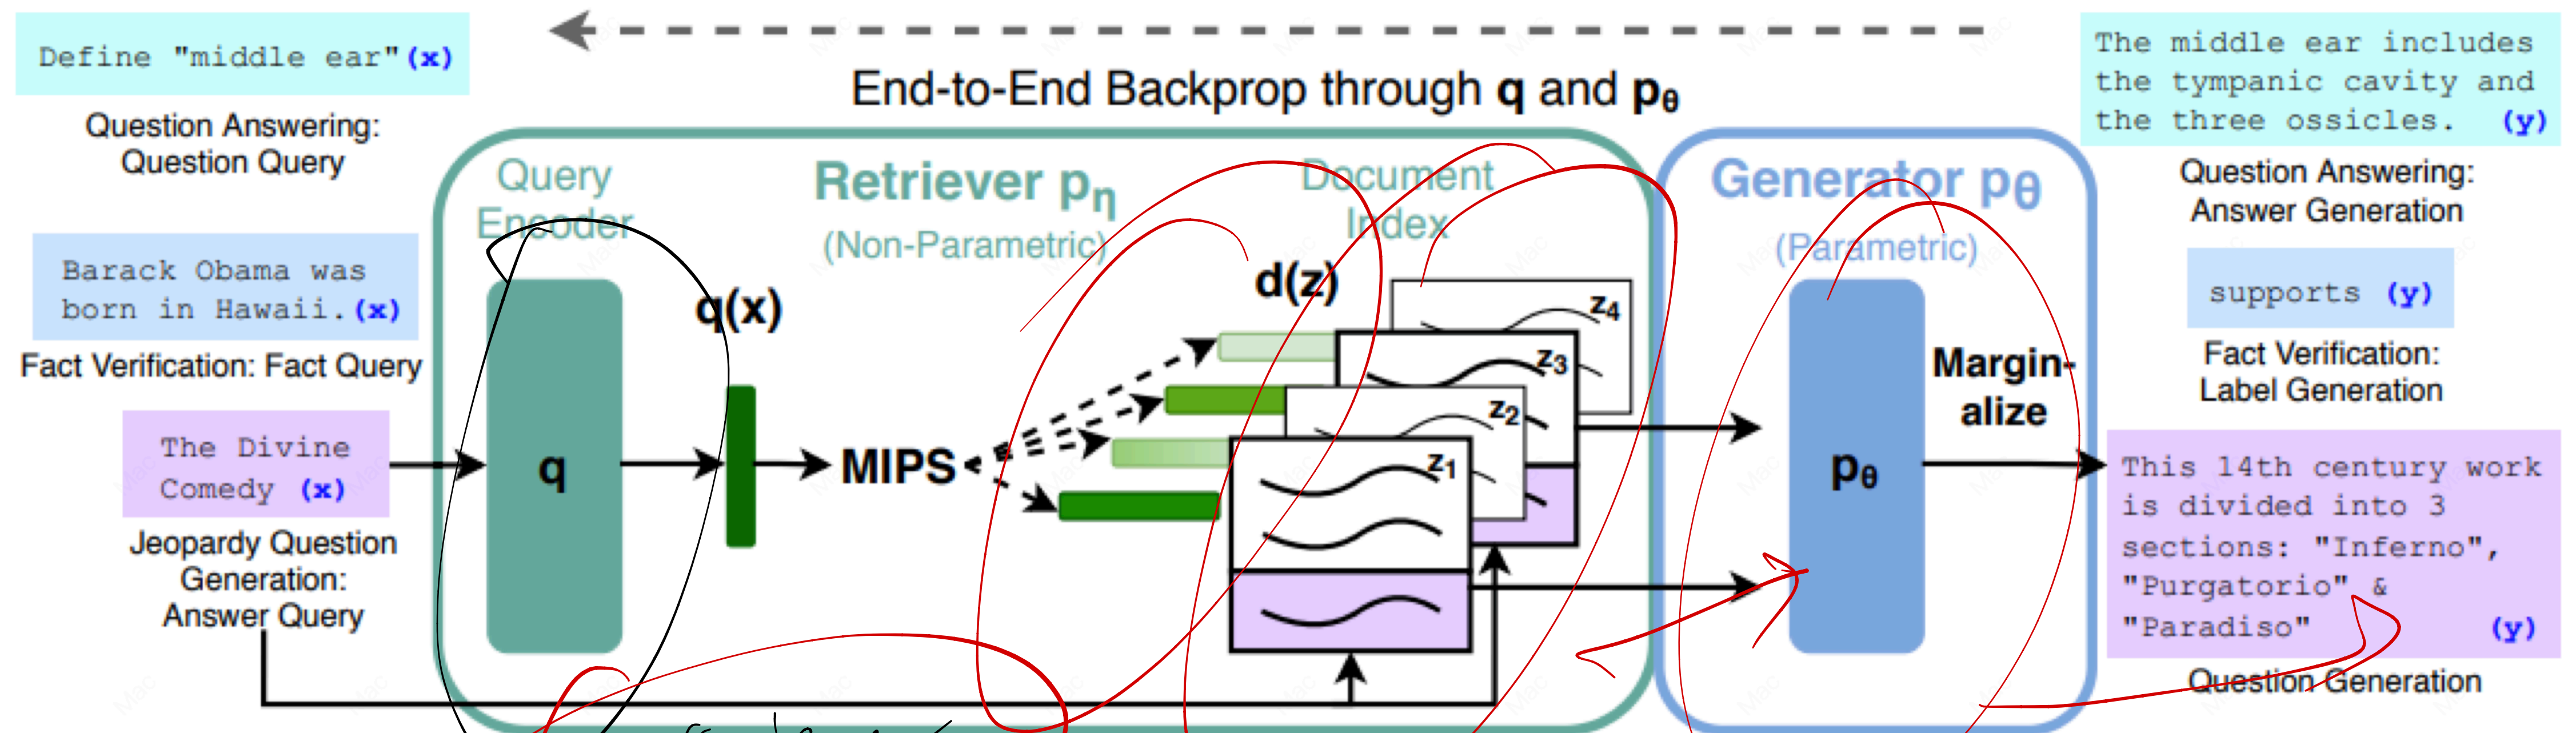 Define "middle ear"(x)
Question Answering:
Question Query
Barack Obama was
born in Hawaii.(x)
Fact Verification: Fact Query
The Divine
Comedy (x)
Jeopardy Question
Generation:
Answer Query
End-to-End Backprop through q and pθ
Query
Encoder
Retriever pη
(Non-Parametric)
Document
Index
q
q(x)
MIPS
d(z)
z4
z3
z2
z1
Generator pθ
(Parametric)
pθ
Margin-
alize
The middle ear includes
the tympanic cavity and
the three ossicles. (y)
Question Answering:
Answer Generation
supports (y)
Fact Verification:
Label Generation
This 14th century work
is divided into 3
sections: "Inferno",
"Purgatorio" &
"Paradiso" (y)
Question Generation
Mac